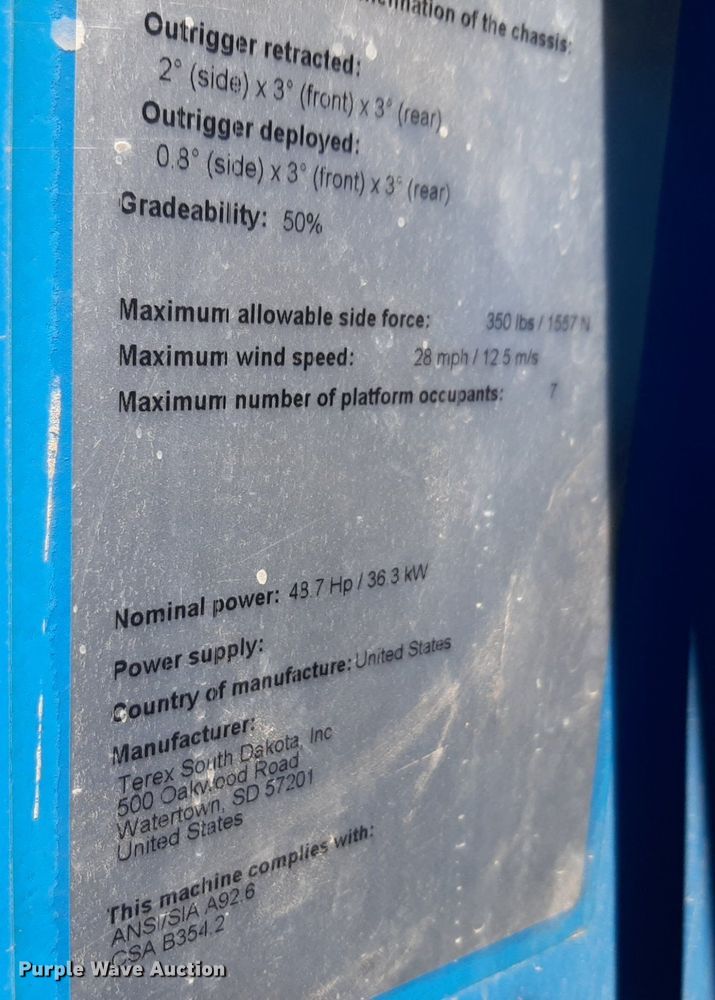 of the chassis:
Outrigger retracted:
2° (side) x 3° (front) x 3° (rear)
Outrigger deployed:
0.8° (side) x 3° (front) x 3° (rear)
Gradeability: 50%
Maximum allowable side force: 350 lbs / 1557 N
Maximum wind speed: 28 mph / 12.5 m/s
Maximum number of platform occupants: 7
Nominal power: 48.7 Hp / 36.3 kW
Power supply:
Country of manufacture: United States
Manufacturer:
Terex South Dakota, Inc
500 Oakwood Road
Watertown, SD 57201
United States
This machine complies with:
ANSI/SIA A92.6
CSA B354.2
Purple Wave Auction